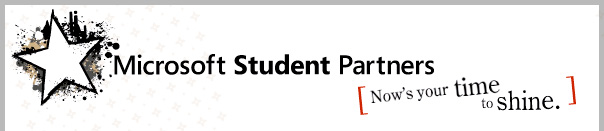 Microsoft Student Partners
[ Now's your time
to shine. ]